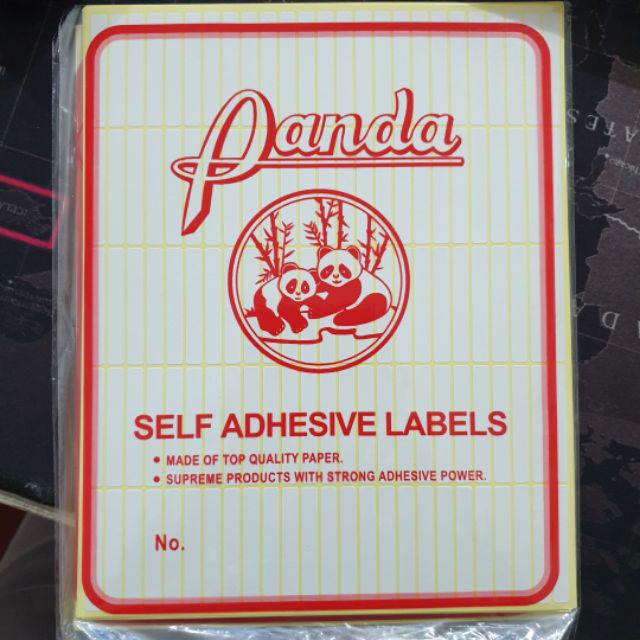 Panda
SELF ADHESIVE LABELS
• MADE OF TOP QUALITY PAPER.
• SUPREME PRODUCTS WITH STRONG ADHESIVE POWER.
No.